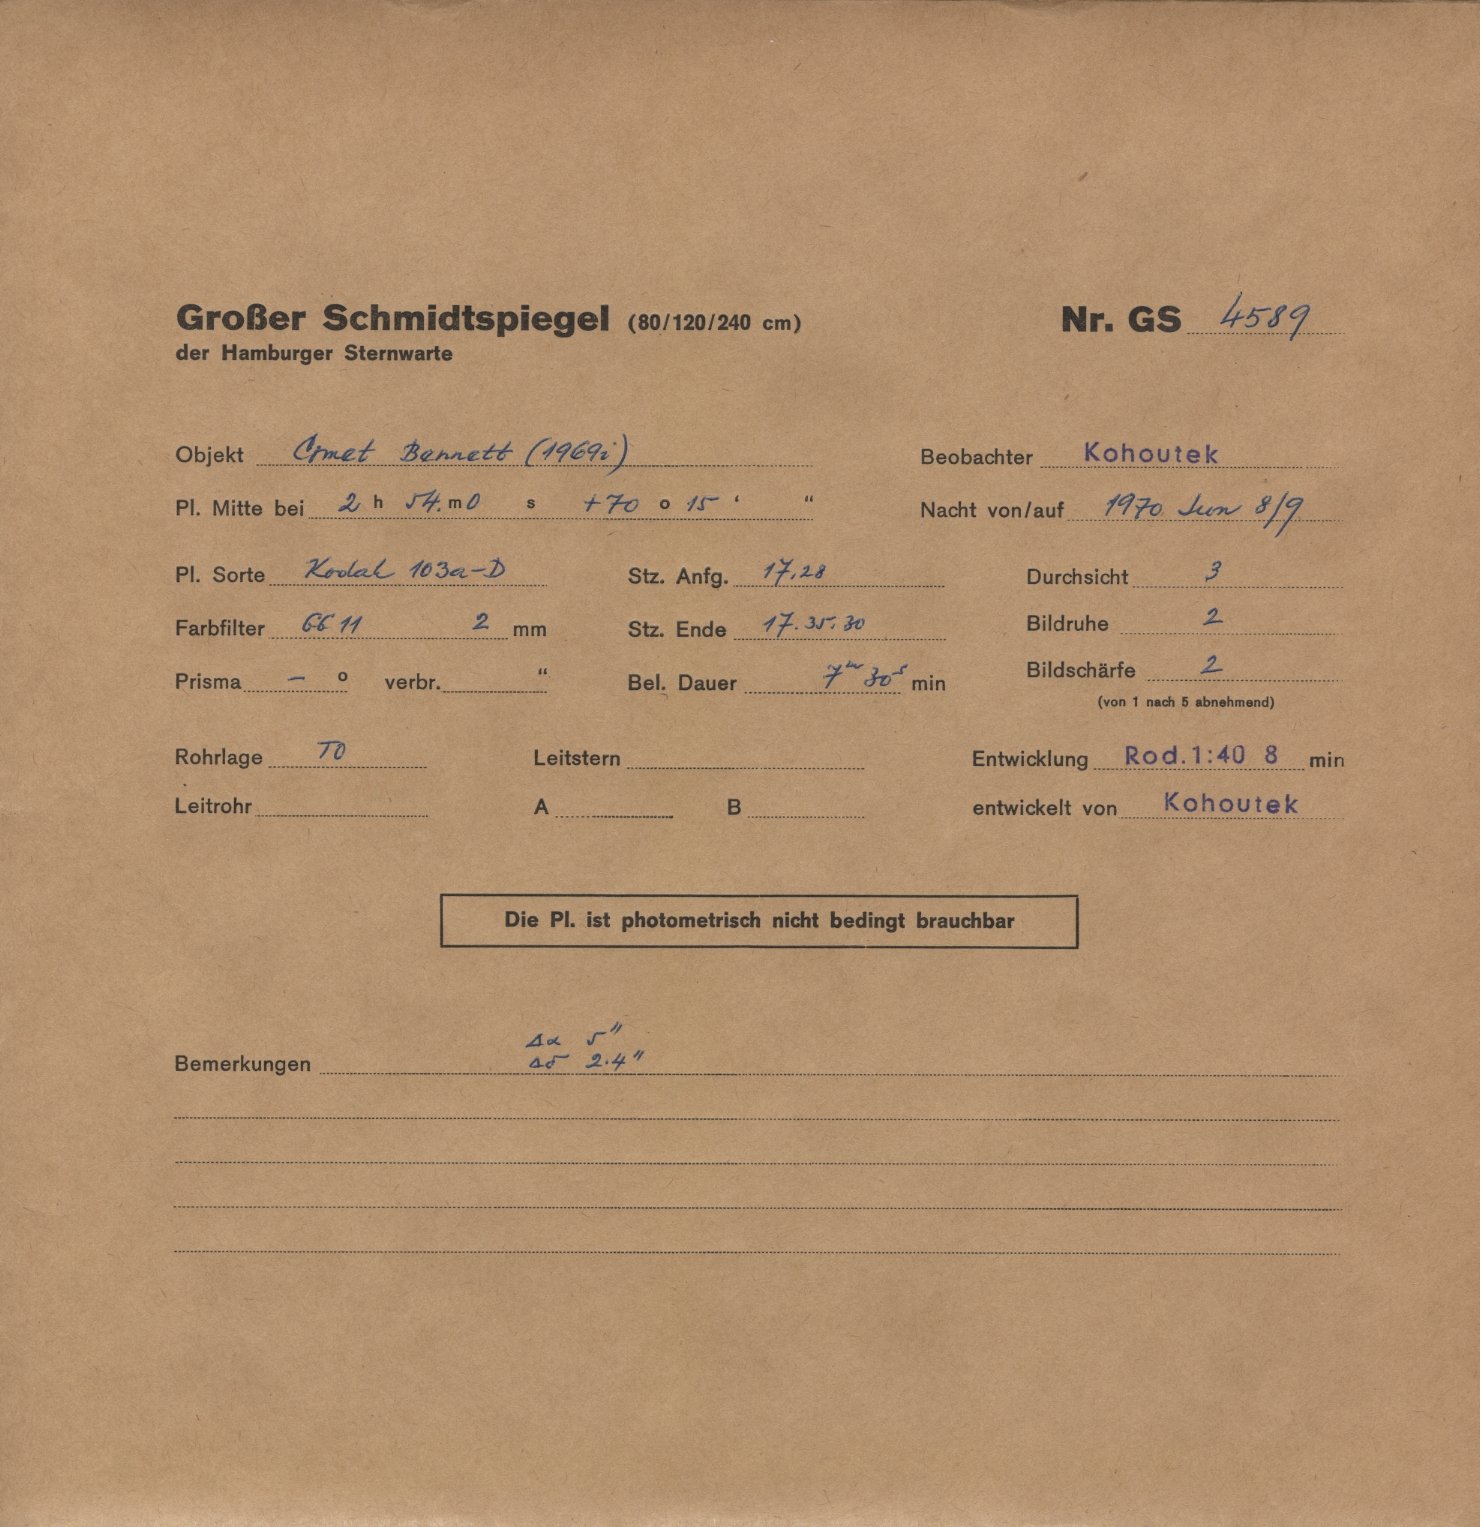 Großer Schmidtspiegel (80/120/240 cm) Nr. GS 4589
der Hamburger Sternwarte
Objekt Comet Bennett (1969i) Beobachter Kohoutek
Pl. Mitte bei 2 h 54. m 0 s +70 o 15 ‘ “ Nacht von/auf 1970 Jun 8/9
Pl. Sorte Kodak 103a-D Stz. Anfg. 17.28 Durchsicht 3
Farbfilter GG 11 2 mm Stz. Ende 17.35.30 Bildruhe 2
Prisma – o verbr. “ Bel. Dauer 7m 30s min Bildschärfe 2
(von 1 nach 5 abnehmend)
Rohrlage TO Leitstern Entwicklung Rod.1:40 8 min
Leitrohr A B entwickelt von Kohoutek
Die Pl. ist photometrisch nicht bedingt brauchbar
Δα 5"
Bemerkungen Δδ 2.4"